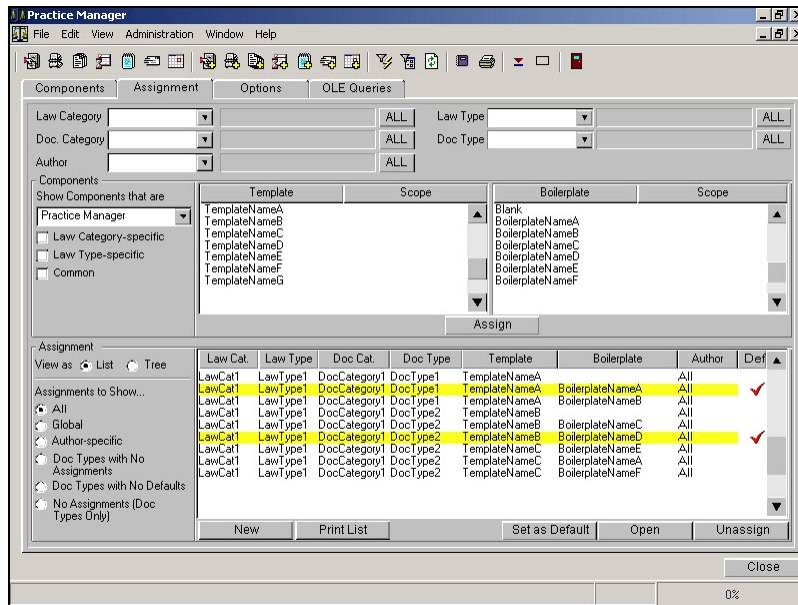 Practice Manager
File Edit View Administration Window Help
Components Assignment Options OLE Queries
Law Category ALL Law Type ALL
Doc. Category ALL Doc Type ALL
Author ALL
Components
Show Components that are
Practice Manager
Law Category-specific
Law Type-specific
Common
Template Scope
TemplateNameA
TemplateNameB
TemplateNameC
TemplateNameD
TemplateNameE
TemplateNameF
TemplateNameG
Boilerplate Scope
Blank
BoilerplateNameA
BoilerplateNameB
BoilerplateNameC
BoilerplateNameD
BoilerplateNameE
BoilerplateNameF
Assign
Assignment
View as List Tree
Assignments to Show...
All
Global
Author-specific
Doc Types with No
Assignments
Doc Types with No Defaults
No Assignments (Doc
Types Only)
Law Cat. Law Type Doc Cat. Doc Type Template Boilerplate Author Def
LawCat1 LawType1 DocCategory1 DocType1 TemplateNameA All
LawCat1 LawType1 DocCategory1 DocType1 TemplateNameA BoilerplateNameA All
LawCat1 LawType1 DocCategory1 DocType1 TemplateNameA BoilerplateNameB All
LawCat1 LawType1 DocCategory1 DocType2 TemplateNameB All
LawCat1 LawType1 DocCategory1 DocType2 TemplateNameB BoilerplateNameC All
LawCat1 LawType1 DocCategory1 DocType2 TemplateNameB BoilerplateNameD All
LawCat1 LawType1 DocCategory1 DocType2 TemplateNameC BoilerplateNameE All
LawCat1 LawType1 DocCategory1 DocType2 TemplateNameC BoilerplateNameA All
LawCat1 LawType1 DocCategory1 DocType2 TemplateNameC BoilerplateNameF All
New Print List Set as Default Open Unassign
Close
0%